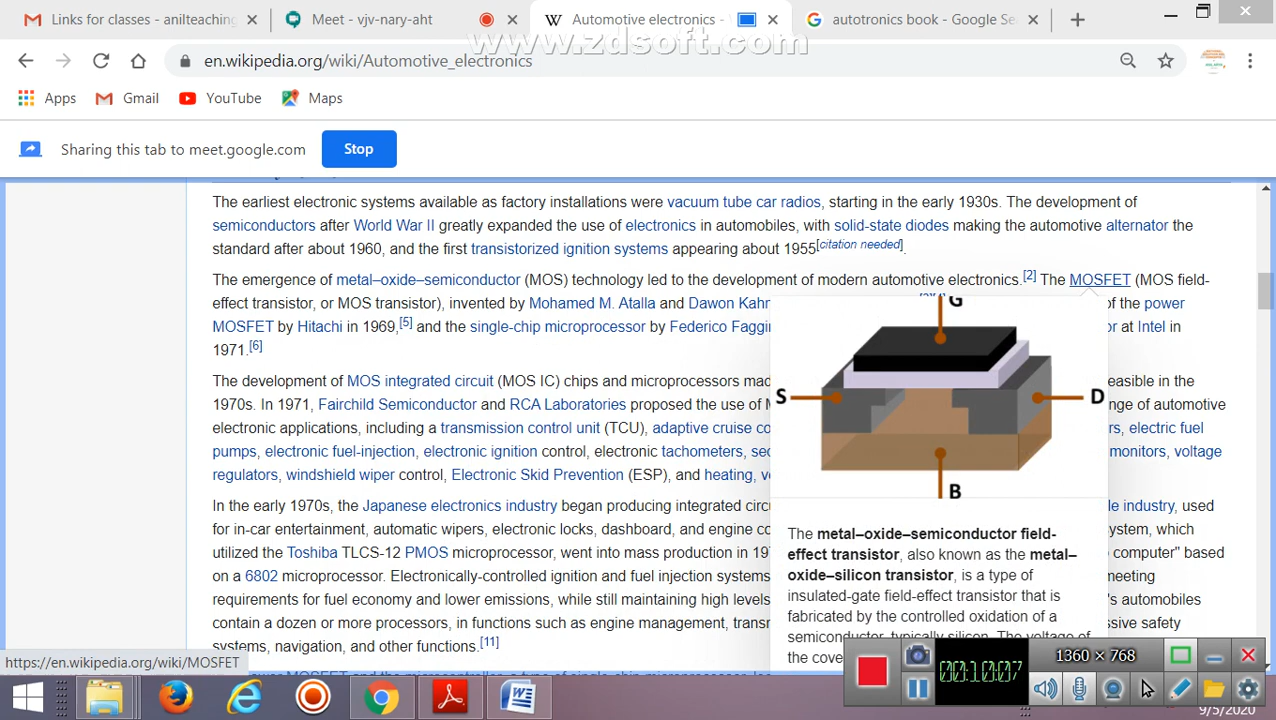 Links for classes - anilteaching
Meet - vjv-nary-aht
Automotive electronics -
autotronics book - Google Se
www.zdsoft.com
en.wikipedia.org/wiki/Automotive_electronics
Apps Gmail YouTube Maps
Sharing this tab to meet.google.com Stop
The earliest electronic systems available as factory installations were vacuum tube car radios, starting in the early 1930s. The development of
semiconductors after World War II greatly expanded the use of electronics in automobiles, with solid-state diodes making the automotive alternator the
standard after about 1960, and the first transistorized ignition systems appearing about 1955[citation needed].
The emergence of metal–oxide–semiconductor (MOS) technology led to the development of modern automotive electronics.[2] The MOSFET (MOS field-
effect transistor, or MOS transistor), invented by Mohamed M. Atalla and Dawon Kahn of the power
MOSFET by Hitachi in 1969,[5] and the single-chip microprocessor by Federico Faggin at Intel in
1971.[6]
The development of MOS integrated circuit (MOS IC) chips and microprocessors mad easible in the
1970s. In 1971, Fairchild Semiconductor and RCA Laboratories proposed the use of M nge of automotive
electronic applications, including a transmission control unit (TCU), adaptive cruise co rs, electric fuel
pumps, electronic fuel-injection, electronic ignition control, electronic tachometers, se monitors, voltage
regulators, windshield wiper control, Electronic Skid Prevention (ESP), and heating, v
In the early 1970s, the Japanese electronics industry began producing integrated circ le industry, used
for in-car entertainment, automatic wipers, electronic locks, dashboard, and engine co ystem, which
utilized the Toshiba TLCS-12 PMOS microprocessor, went into mass production in 197 computer" based
on a 6802 microprocessor. Electronically-controlled ignition and fuel injection systems meeting
requirements for fuel economy and lower emissions, while still maintaining high levels 's automobiles
contain a dozen or more processors, in functions such as engine management, transm ssive safety
systems, navigation, and other functions.[11]
G
S
D
B
The metal–oxide–semiconductor field-
effect transistor, also known as the metal–
oxide–silicon transistor, is a type of
insulated-gate field-effect transistor that is
fabricated by the controlled oxidation of a
semiconductor, typically silicon. The voltage of
the cove
https://en.wikipedia.org/wiki/MOSFET
1360 × 768
9/5/2020